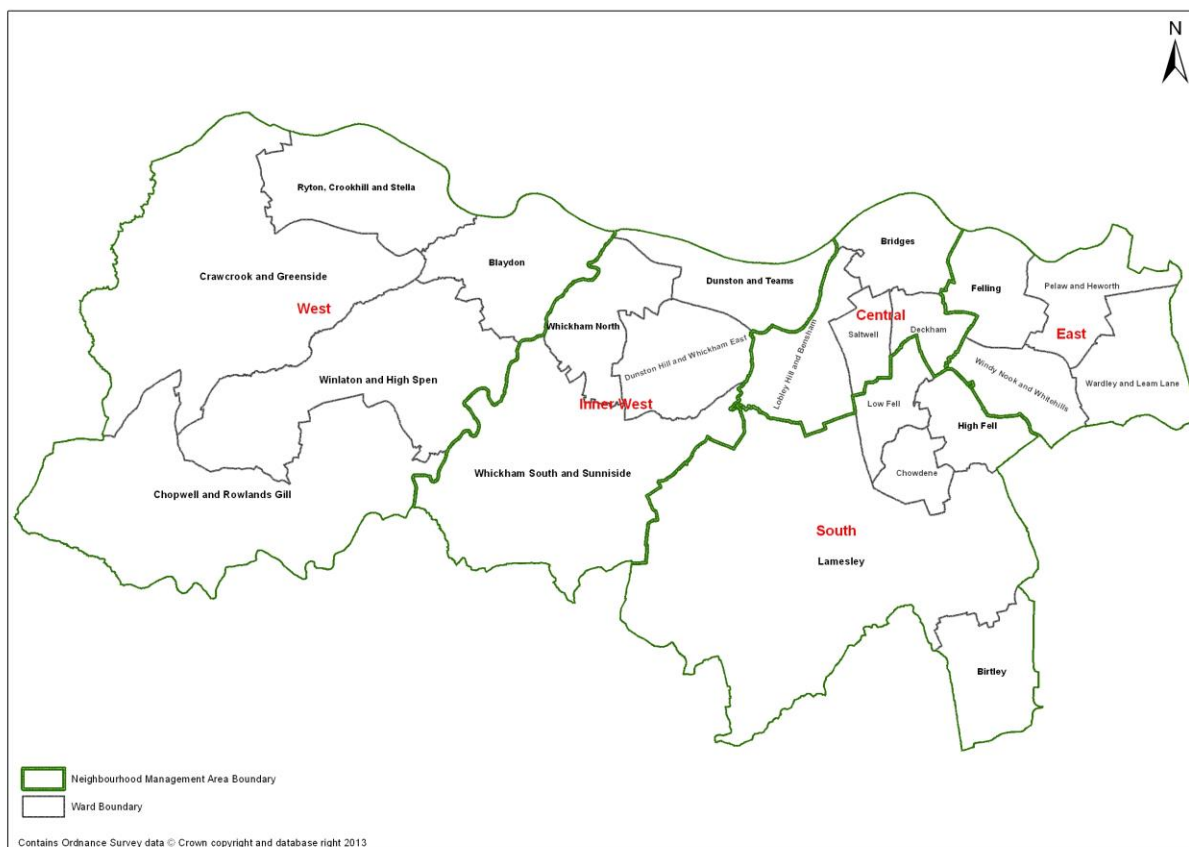 N
Ryton, Crookhill and Stella
Bridges
Blaydon
Crawcrook and Greenside
Dunston and Teams
Felling
Pelaw and Heworth
West
Central
Whickham North
Saltwell
Deckham
East
Dunston Hill and Whickham East
Lobley Hill and Bensham
Windy Nook and Whitehills
Wardley and Leam Lane
Winlaton and High Spen
Inner West
Low Fell
High Fell
Whickham South and Sunniside
Chowdene
Chopwell and Rowlands Gill
South
Lamesley
Birtley
Neighbourhood Management Area Boundary
Ward Boundary
Contains Ordnance Survey data © Crown copyright and database right 2013